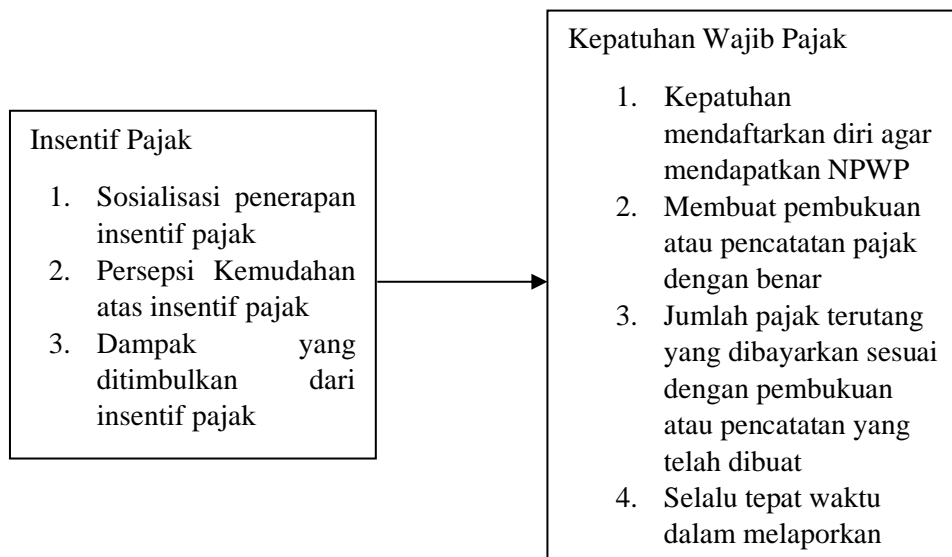 Insentif Pajak
1. Sosialisasi penerapan
insentif pajak
2. Persepsi Kemudahan
atas insentif pajak
3. Dampak yang
ditimbulkan dari
insentif pajak
Kepatuhan Wajib Pajak
1. Kepatuhan
mendaftarkan diri agar
mendapatkan NPWP
2. Membuat pembukuan
atau pencatatan pajak
dengan benar
3. Jumlah pajak terutang
yang dibayarkan sesuai
dengan pembukuan
atau pencatatan yang
telah dibuat
4. Selalu tepat waktu
dalam melaporkan